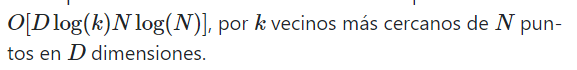 O[D log(k)N log(N)], por k vecinos más cercanos de N pun-
tos en D dimensiones.